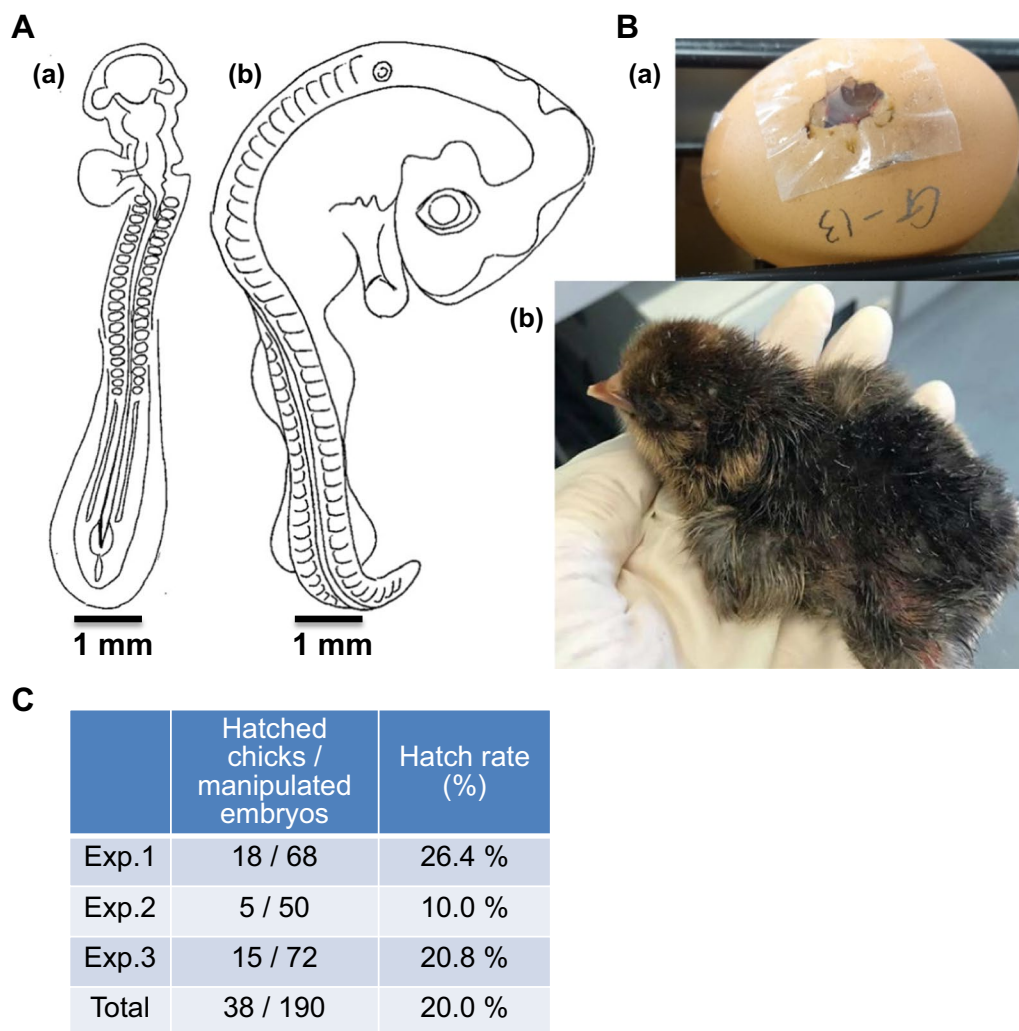 A
(a)
(b)
1 mm
1 mm
B
(a)
G-13
(b)
C
Hatched
chicks /
manipulated
embryos
Hatch rate
(%)
Exp.1
18 / 68
26.4 %
Exp.2
5 / 50
10.0 %
Exp.3
15 / 72
20.8 %
Total
38 / 190
20.0 %